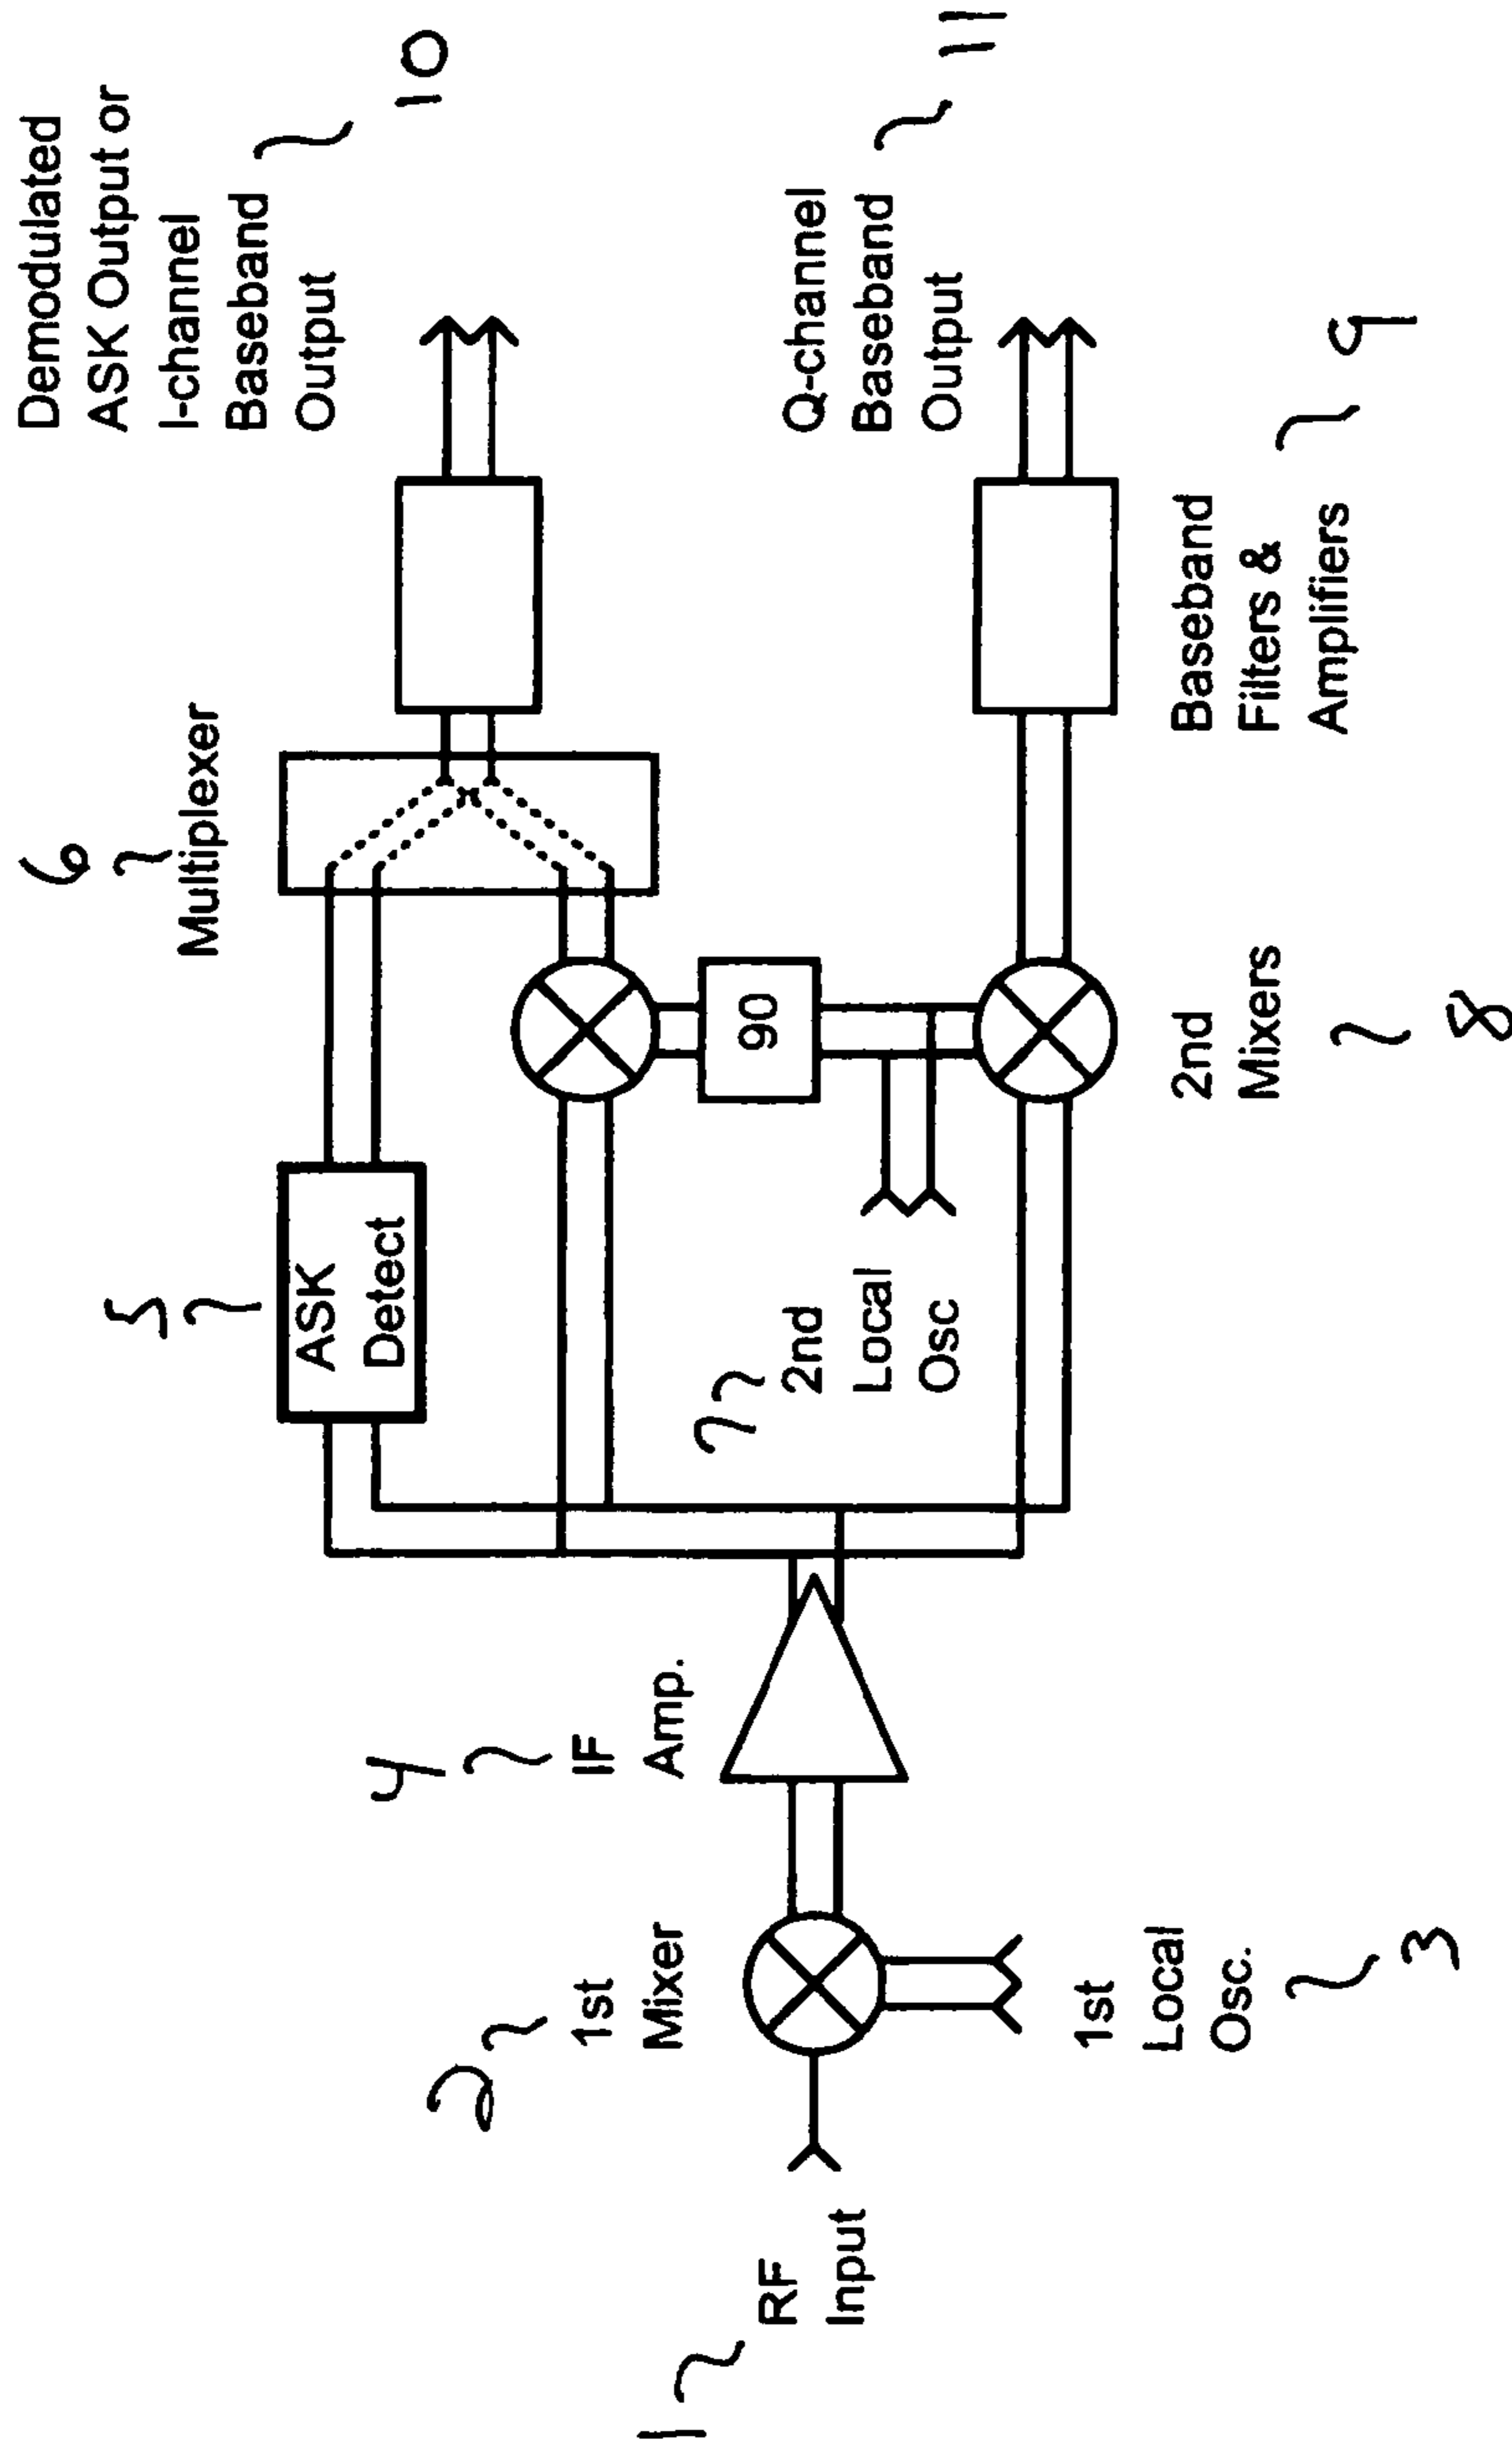 1
RF
Input
2
1st
Mixer
1st
Local
Osc.
3
4
IF
Amp.
5
ASK
Detect
6
Multiplexer
7
2nd
Local
Osc
90
2nd
Mixers
8
Baseband
Filters &
Amplifiers
9
Demodulated
ASK Output or
I-channel
Baseband
Output
10
Q-channel
Baseband
Output
11